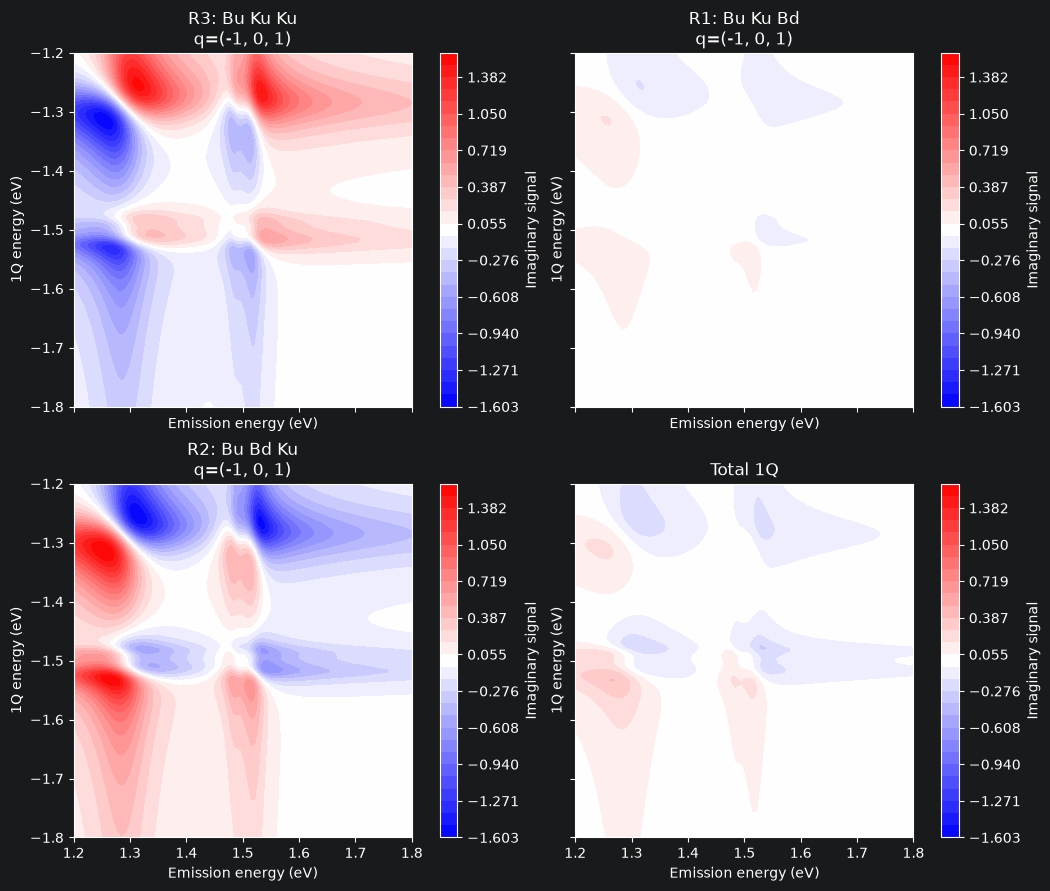 R3: Bu Ku Ku
q=(-1, 0, 1)
−1.2
−1.3
−1.4
−1.5
−1.6
−1.7
−1.8
1Q energy (eV)
Emission energy (eV)
1.382
1.050
0.719
0.387
0.055
−0.276
−0.608
−0.940
−1.271
−1.603
Imaginary signal
R1: Bu Ku Bd
q=(-1, 0, 1)
1Q energy (eV)
Emission energy (eV)
1.382
1.050
0.719
0.387
0.055
−0.276
−0.608
−0.940
−1.271
−1.603
Imaginary signal
R2: Bu Bd Ku
q=(-1, 0, 1)
−1.2
−1.3
−1.4
−1.5
−1.6
−1.7
−1.8
1Q energy (eV)
1.2 1.3 1.4 1.5 1.6 1.7 1.8
Emission energy (eV)
1.382
1.050
0.719
0.387
0.055
−0.276
−0.608
−0.940
−1.271
−1.603
Imaginary signal
Total 1Q
1Q energy (eV)
1.2 1.3 1.4 1.5 1.6 1.7 1.8
Emission energy (eV)
1.382
1.050
0.719
0.387
0.055
−0.276
−0.608
−0.940
−1.271
−1.603
Imaginary signal